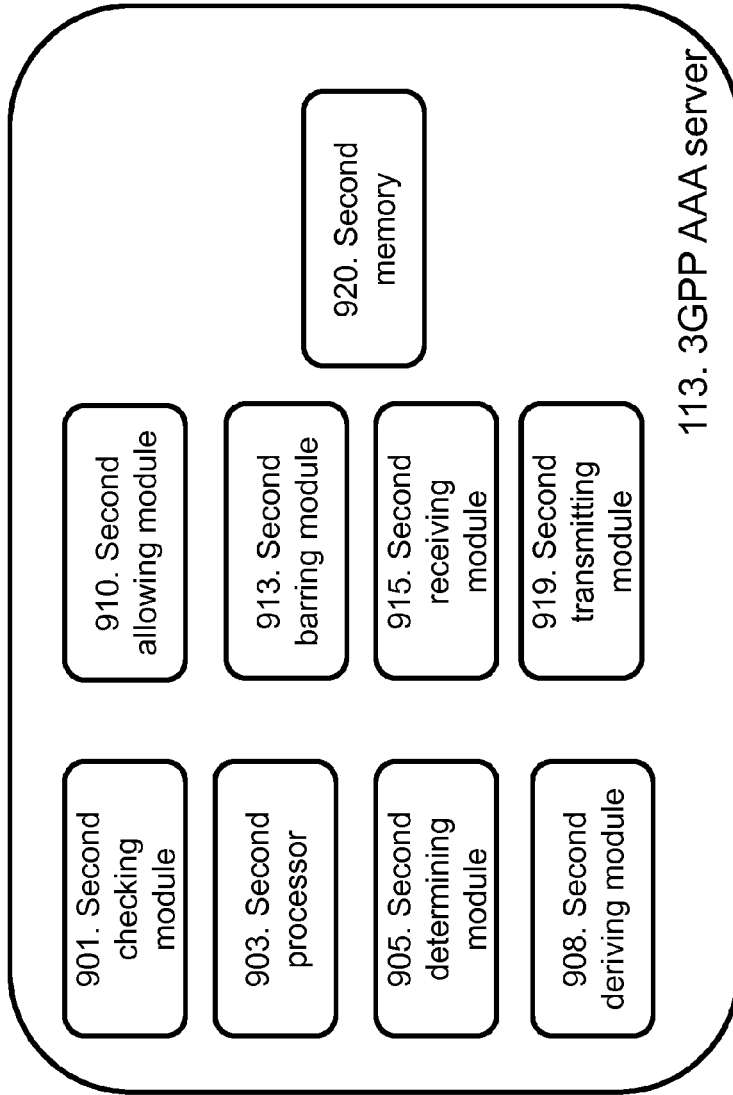 901. Second
checking
module
903. Second
processor
905. Second
determining
module
908. Second
deriving module
910. Second
allowing module
913. Second
barring module
915. Second
receiving
module
919. Second
transmitting
module
920. Second
memory
113. 3GPP AAA server